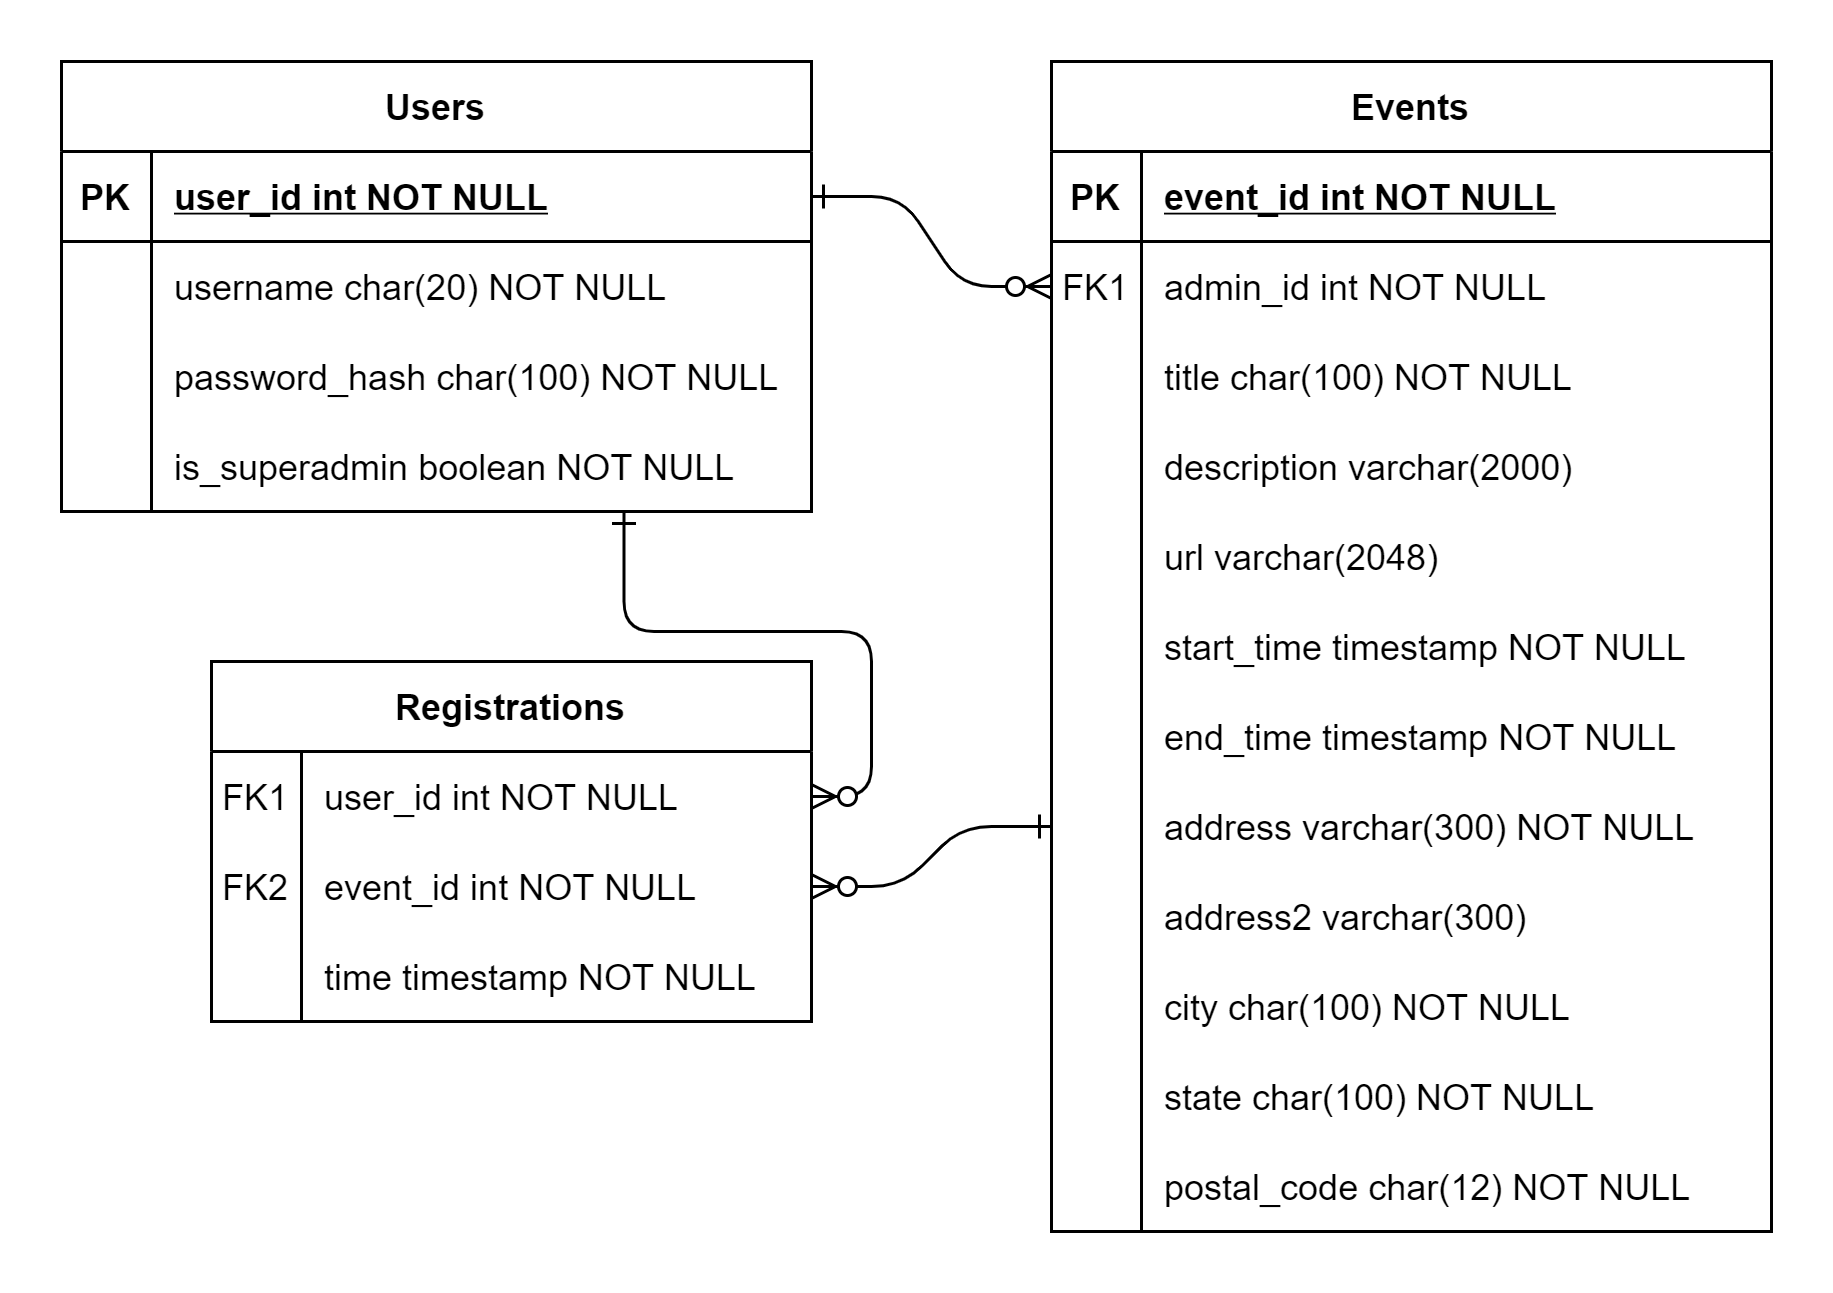 Users
PK user_id int NOT NULL
username char(20) NOT NULL
password_hash char(100) NOT NULL
is_superadmin boolean NOT NULL
Registrations
FK1 user_id int NOT NULL
FK2 event_id int NOT NULL
time timestamp NOT NULL
Events
PK event_id int NOT NULL
FK1 admin_id int NOT NULL
title char(100) NOT NULL
description varchar(2000)
url varchar(2048)
start_time timestamp NOT NULL
end_time timestamp NOT NULL
address varchar(300) NOT NULL
address2 varchar(300)
city char(100) NOT NULL
state char(100) NOT NULL
postal_code char(12) NOT NULL